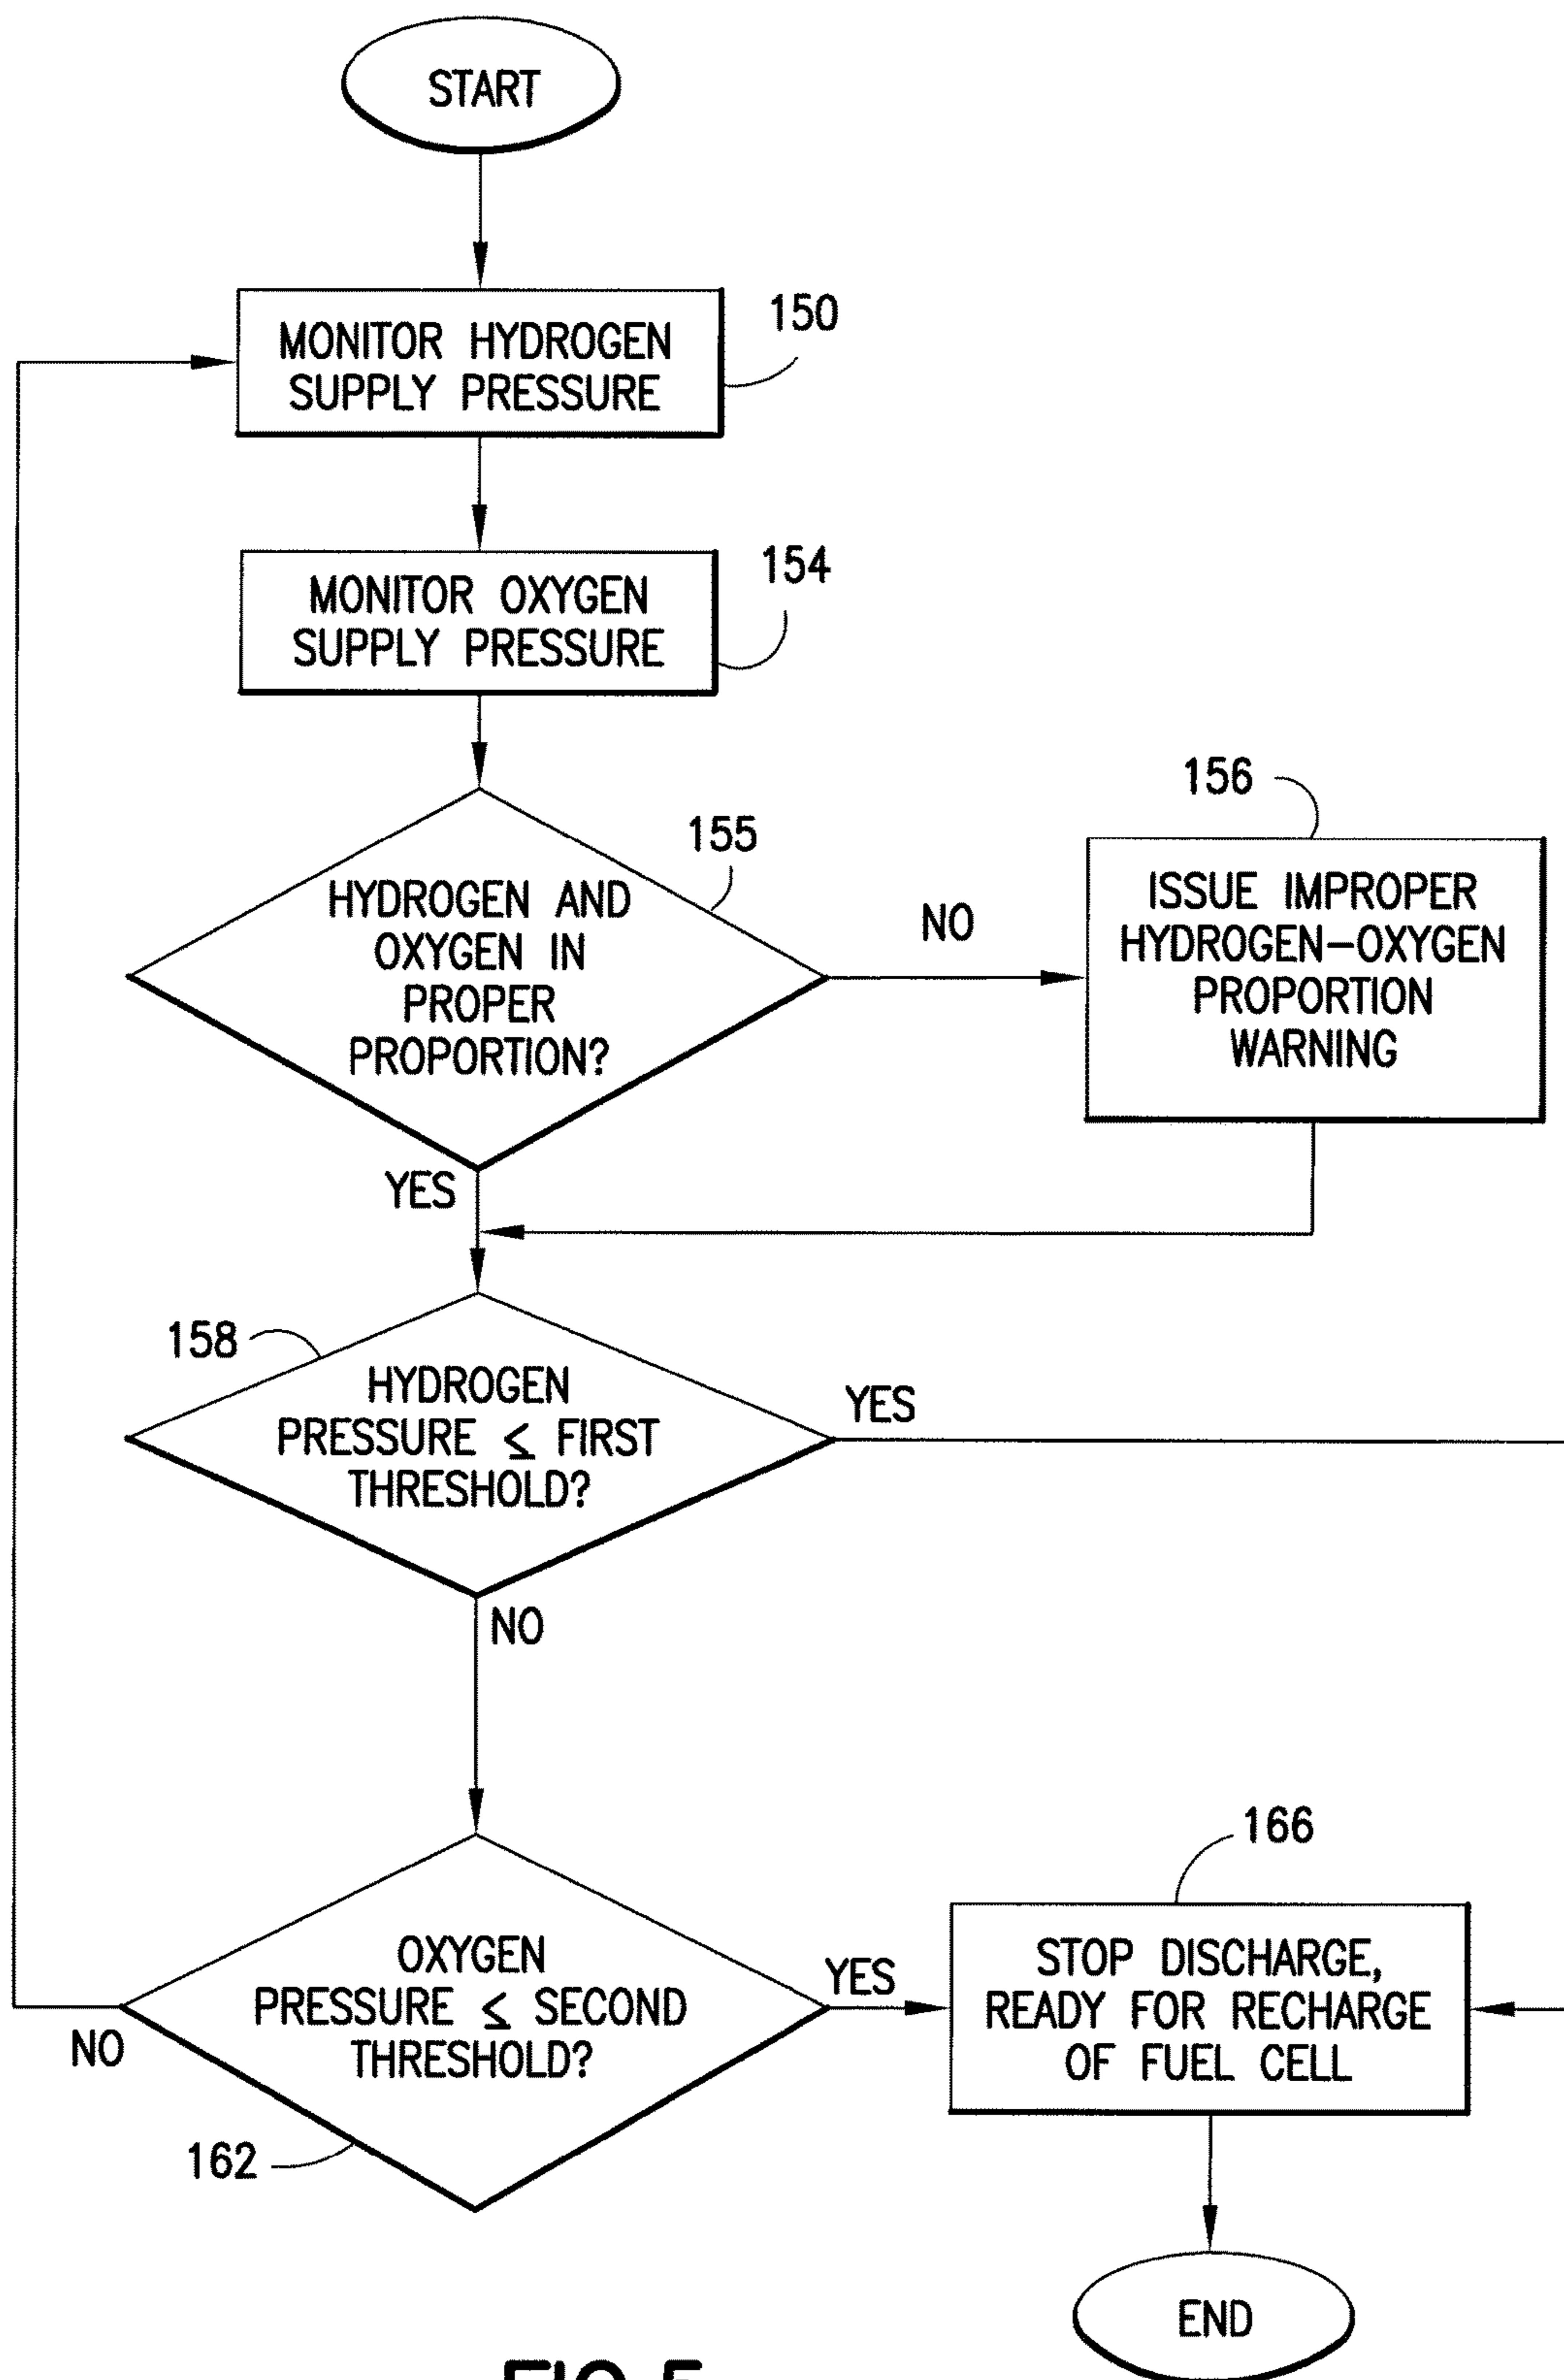 START
MONITOR HYDROGEN
SUPPLY PRESSURE
150
MONITOR OXYGEN
SUPPLY PRESSURE
154
HYDROGEN AND
OXYGEN IN
PROPER
PROPORTION?
155
NO
156
ISSUE IMPROPER
HYDROGEN–OXYGEN
PROPORTION
WARNING
YES
158
HYDROGEN
PRESSURE ≤ FIRST
THRESHOLD?
YES
NO
OXYGEN
PRESSURE ≤ SECOND
THRESHOLD?
YES
NO
162
166
STOP DISCHARGE,
READY FOR RECHARGE
OF FUEL CELL
END
FIG.5